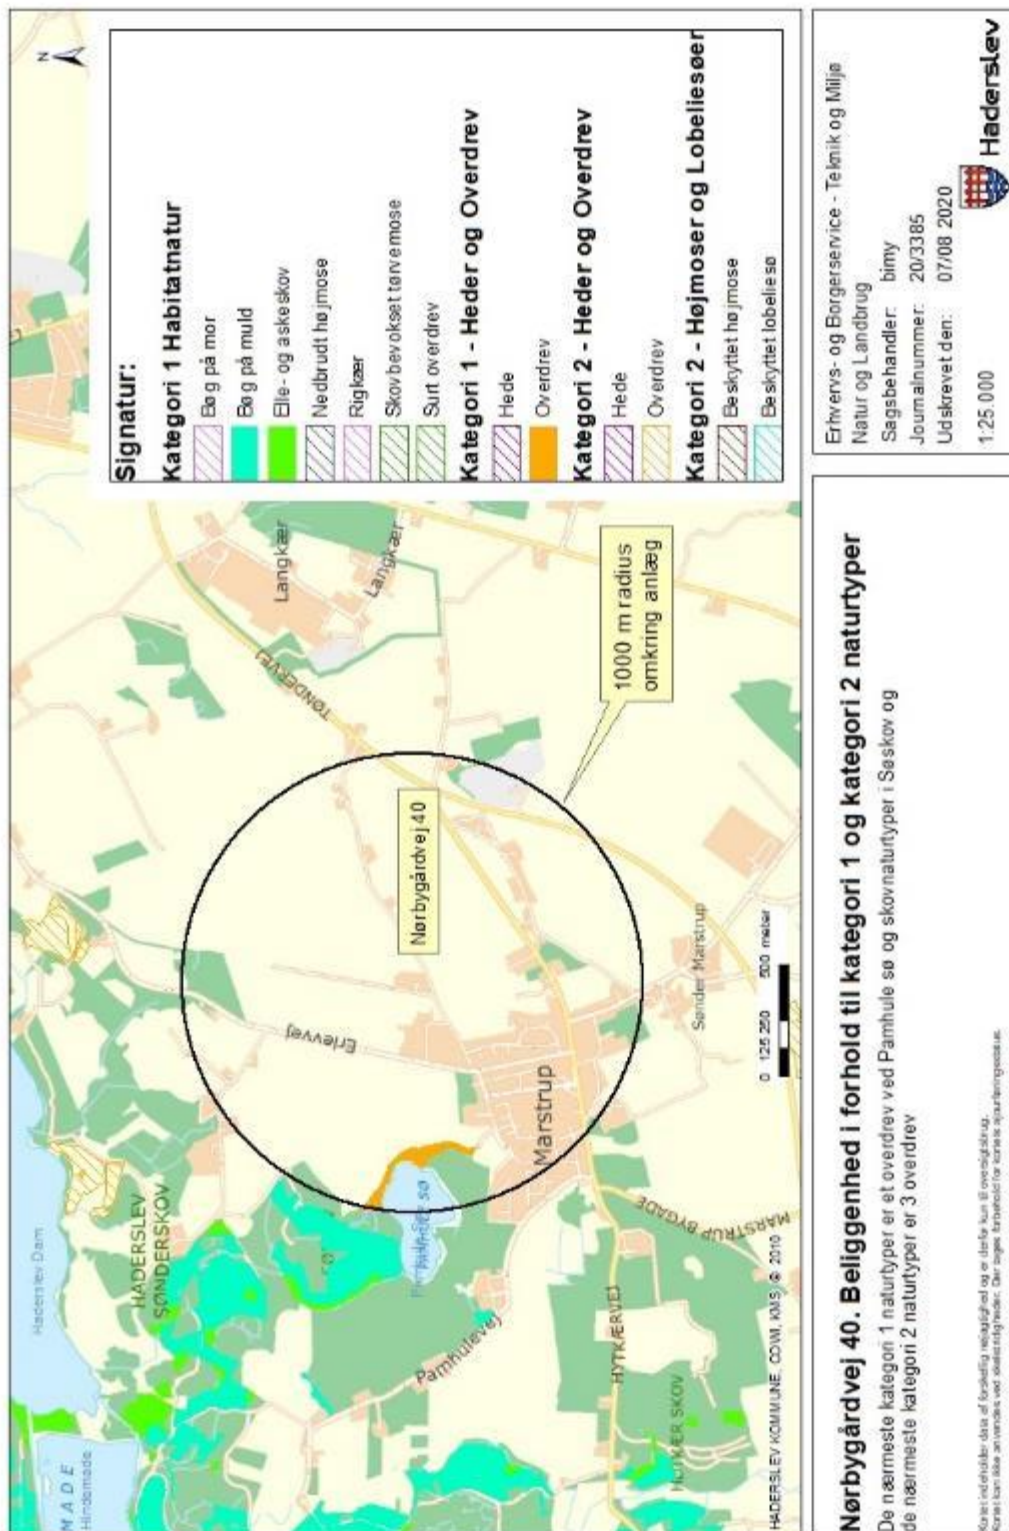 Nørbygårdvej 40. Beliggenhed i forhold til kategori 1 og kategori 2 naturtyper
De nærmeste kategori 1 naturtyper er et overdrev ved Pamhule sø og skovnaturtyper i Søskov og
de nærmeste kategori 2 naturtyper er 3 overdrev
Erhvervs- og Borgerservice - Teknik og Miljø
Natur og Landbrug
Sagsbehandler: bimy
Journalnummer: 20/3385
Udskrevet den: 07/08 2020
1:25.000
Haderslev
N
Signatur:
Kategori 1 Habitatnatur
Bøg på mor
Bøg på muld
Elle- og askeskov
Nedbrudt højmose
Rigkær
Skovbevokset tørvemose
Surt overdrev
Kategori 1 - Heder og Overdrev
Hede
Overdrev
Kategori 2 - Heder og Overdrev
Hede
Overdrev
Kategori 2 - Højmoser og Lobeliesøer
Beskyttet højmose
Beskyttet lobeliesø
MADE
Hindemade
Haderslev Dam
HADERSLEV
SØNDERSKOV
Erlevvej
TØNDERVEJ
Langkær
Langkær
Nørbygårdvej 40
1000 m radius
omkring anlæg
Pamhulevej
Marstrup
MARSTRUP BYGADE
HYTKÆRVEJ
HYTKÆR SKOV
Sønder Marstrup
0 125 250 500 meter
HADERSLEV KOMMUNE, COWI, KMS @ 2010